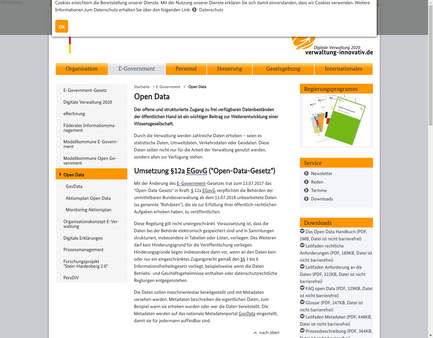 Cookies erleichtern die Bereitstellung unserer Dienste. Mit der Nutzung unserer Dienste erklären Sie sich damit einverstanden, dass wir Cookies verwenden. Weitere
Informationen zum Datenschutz erhalten Sie über den folgenden Link: Datenschutz
OK
Digitale Verwaltung 2020
verwaltung-innovativ.de
Organisation
E-Government
Personal
Steuerung
Gesetzgebung
Internationales
E-Government-Gesetz
Digitale Verwaltung 2020
eRechnung
Föderales Informationsma-
nagement
Modellkommune E-Govern-
ment
Modellkommune Open Go-
vernment
Open Data
GovData
Aktionsplan Open Data
Monitoring Aktionsplan
Organisationskonzept E-Ver-
waltung
Digitale Erklärungen
Prozessmanagement
Forschungsprojekt
"Stein-Hardenberg 2.0"
PersDiV
Startseite
E-Government
Open Data
Open Data
Der offene und strukturierte Zugang zu frei verfügbaren Datenbeständen
der öffentlichen Hand ist ein wichtiger Beitrag zur Weiterentwicklung einer
Wissensgesellschaft.
Durch die Verwaltung werden zahlreiche Daten erhoben – seien es
statistische Daten, Umweltdaten, Verkehrsdaten oder Geodaten. Diese
Daten sollen nicht nur für die Arbeit der Verwaltung genutzt werden,
sondern allen zur Verfügung stehen.
Umsetzung §12a EGovG ("Open-Data-Gesetz")
Mit der Änderung des E-Government-Gesetzes trat zum 13.07.2017 das
"Open-Data-Gesetz" in Kraft. § 12a EGovG verpflichtet die Behörden der
unmittelbaren Bundesverwaltung ab dem 13.07.2018 unbearbeitete Daten
(so genannte "Rohdaten"), die sie zur Erfüllung ihrer öffentlich-rechtlichen
Aufgaben erhoben haben, zu veröffentlichen.
Diese Regelung gilt nicht uneingeschränkt. Voraussetzung ist, dass die
Daten bei der Behörde elektronisch gespeichert sind und in Sammlungen
strukturiert, insbesondere in Tabellen oder Listen, vorliegen. Des Weiteren
darf kein Hinderungsgrund für die Veröffentlichung vorliegen.
Hinderungsgründe liegen insbesondere dann vor, wenn an den Daten kein
oder nur ein eingeschränktes Zugangsrecht gemäß den §§ 3 bis 6
Informationsfreiheitsgesetz vorliegt, beispielsweise wenn die Daten
Betriebs- und Geschäftsgeheimnisse enthalten oder datenschutzrechtliche
Regelungen entgegenstehen.
Die Daten sollen maschinenlesbar bereitgestellt und mit Metadaten
versehen werden. Metadaten beschreiben die eigentlichen Daten, zum
Beispiel wann sie erhoben werden oder wer sie bereitstellt. Die Metadaten
werden auf das nationale Metadatenportal GovData eingestellt,
damit sie für jedermann auffindbar sind.
nach oben
Regierungsprogramm
Service
Newsletter
Reden
Termine
Downloads
Downloads
Das Open Data Handbuch (PDF,
2MB, Datei ist nicht barrierefrei)
Leitfaden rechtliche
Anforderungen (PDF, 189KB, Datei ist
nicht barrierefrei)
Leitfaden Anforderung an die
Daten (PDF, 322KB, Datei ist nicht
barrierefrei)
FAQ open Data (PDF, 129KB, Datei
ist nicht barrierefrei)
Glossar (PDF, 247KB, Datei ist
nicht barrierefrei)
Leitfaden Metadaten (PDF, 448KB,
Datei ist nicht barrierefrei)
Prozessbeschreibung (PDF, 364KB,